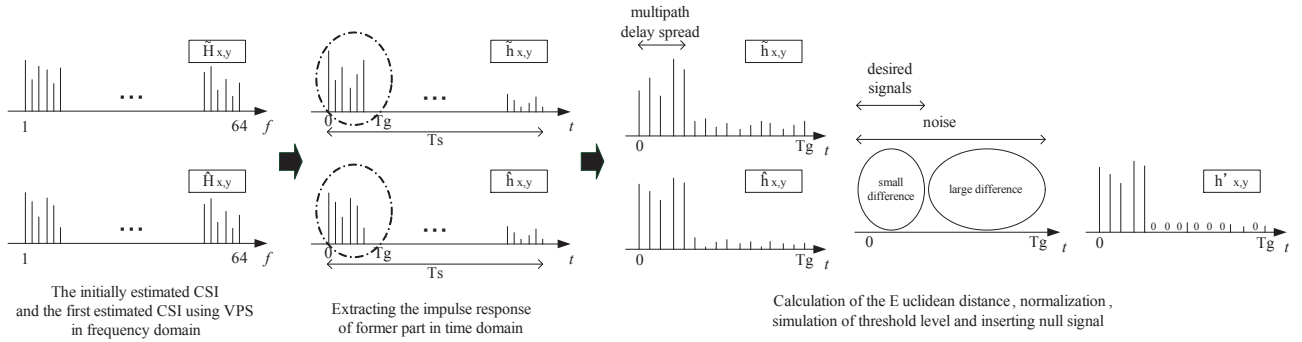 H̃ x,y
...
1
64
f
Ĥ x,y
...
1
64
f
The initially estimated CSI
and the first estimated CSI using VPS
in frequency domain
h̃ x,y
...
0
Tg
t
Ts
ĥ x,y
...
0
Tg
t
Ts
Extracting the impulse response
of former part in time domain
multipath
delay spread
h̃ x,y
0
Tg
t
ĥ x,y
0
Tg
t
desired
signals
noise
small
difference
large difference
0
Tg
t
h' x,y
0 0 0 0 0 0 0 0
0
Tg
t
Calculation of the E uclidean distance , normalization ,
simulation of threshold level and inserting null signal